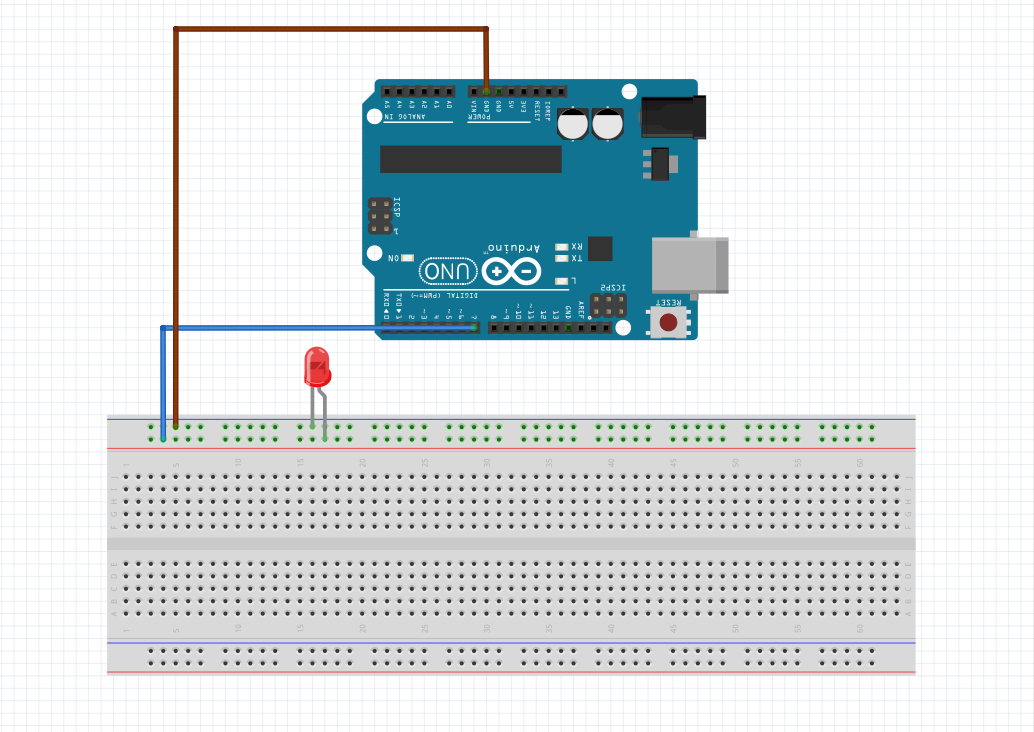 A5 A4 A3 A2 A1 A0 VIN GND GND 5V 3V3 RESET IOREF
ANALOG IN POWER
ICSP
1
Arduino
™
RX
TX
ON
UNO
L
DIGITAL (PWM=~)
ICSP2
RESET
RX0◀0 TX0▶1 2 ~3 4 ~5 ~6 7 8 ~9 ~10 ~11 12 13 GND AREF
1 5 10 15 20 25 30 35 40 45 50 55 60
J J
I I
H H
G G
F F
E E
D D
C C
B B
A A
1 5 10 15 20 25 30 35 40 45 50 55 60